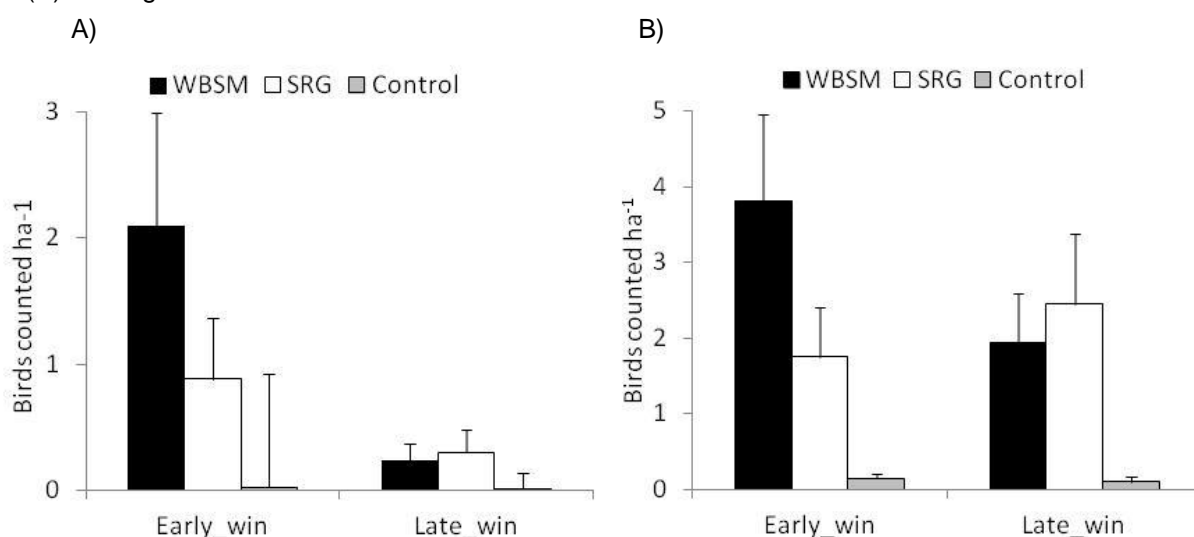 A)
B)
WBSM SRG Control
3
2
1
0
Birds counted ha-1
Early_win Late_win
WBSM SRG Control
5
4
3
2
1
0
Birds counted ha⁻¹
Early_win Late_win